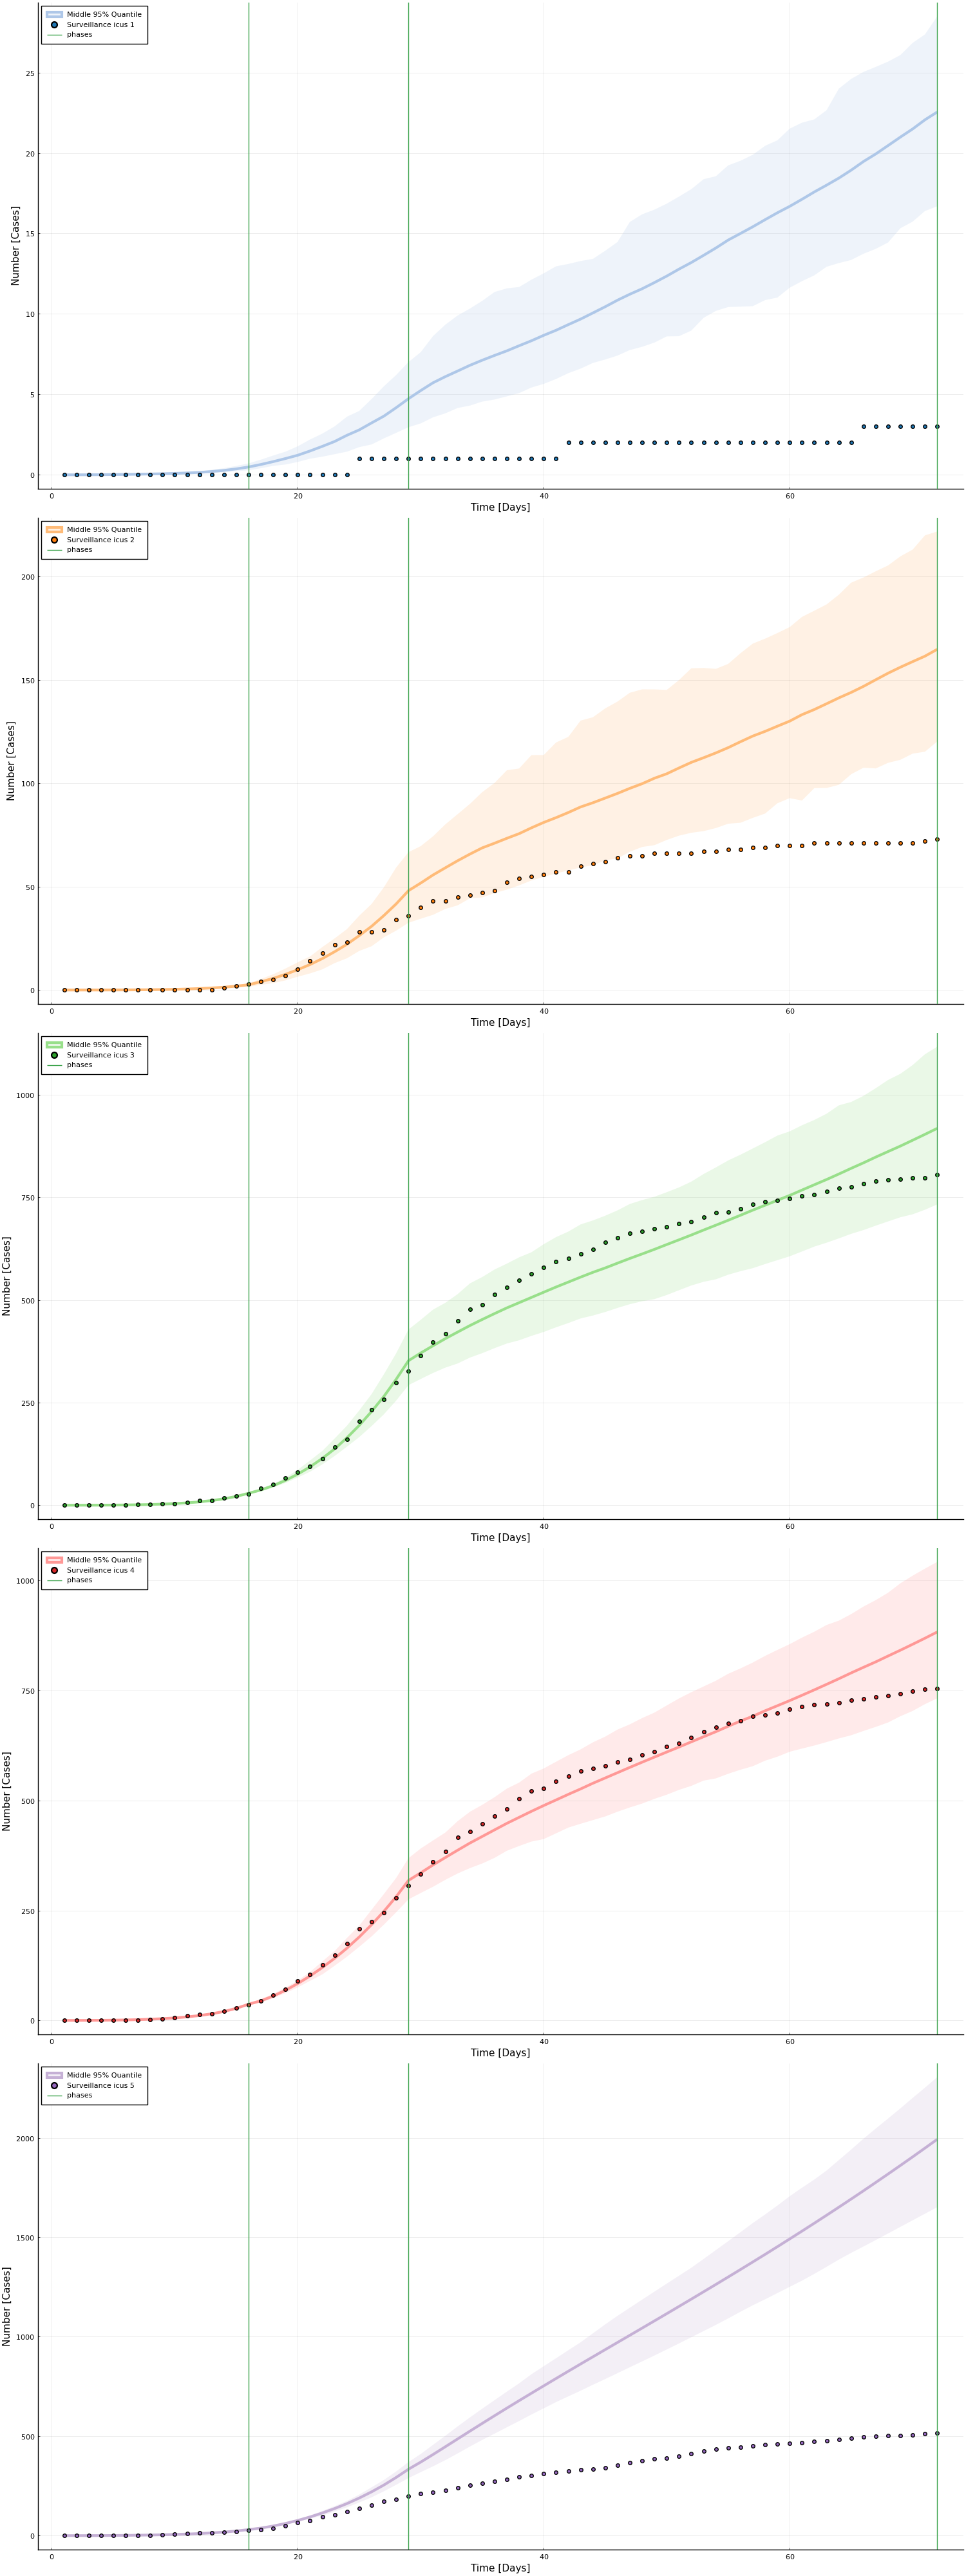 Middle 95% Quantile
Surveillance icus 1
phases
25
20
15
10
5
0
Number [Cases]
0 20 40 60
Time [Days]
Middle 95% Quantile
Surveillance icus 2
phases
200
150
100
50
0
Number [Cases]
0 20 40 60
Time [Days]
Middle 95% Quantile
Surveillance icus 3
phases
1000
750
500
250
0
Number [Cases]
0 20 40 60
Time [Days]
Middle 95% Quantile
Surveillance icus 4
phases
1000
750
500
250
0
Number [Cases]
0 20 40 60
Time [Days]
Middle 95% Quantile
Surveillance icus 5
phases
2000
1500
1000
500
0
Number [Cases]
0 20 40 60
Time [Days]